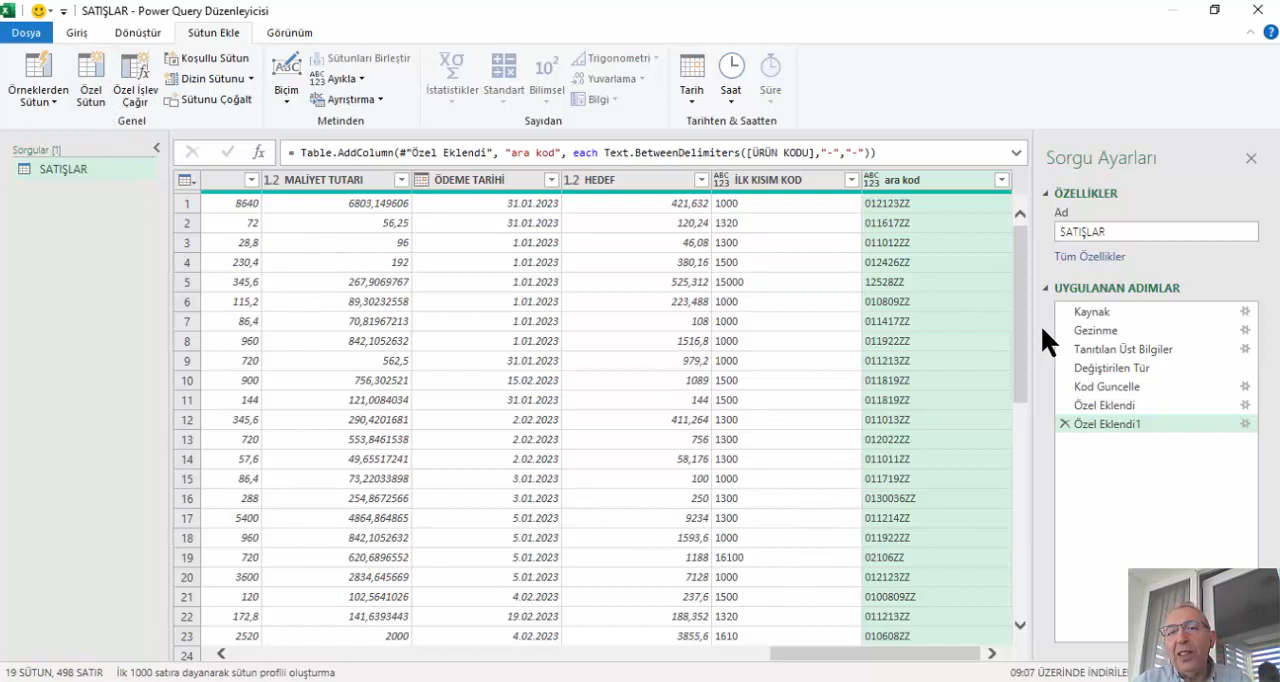 SATIŞLAR - Power Query Düzenleyicisi
Dosya Giriş Dönüştür Sütun Ekle Görünüm
Örneklerden Sütun
Özel Sütun
Özel İşlev Çağır
Koşullu Sütun
Dizin Sütunu
Sütunu Çoğalt
Genel
Biçim
Sütunları Birleştir
Ayıkla
Ayrıştırma
Metinden
İstatistikler
Standart
Bilimsel
Trigonometri
Yuvarlama
Bilgi
Sayıdan
Tarih
Saat
Süre
Tarihten & Saatten
Sorgular [1]
SATIŞLAR
= Table.AddColumn(#"Özel Eklendi", "ara kod", each Text.BetweenDelimiters([ÜRÜN KODU],"-","-"))
1.2 MALİYET TUTARI ÖDEME TARİHİ 1.2 HEDEF ABC 123 İLK KISIM KOD ABC 123 ara kod
1 8640 6803,149606 31.01.2023 421,632 1000 012123ZZ
2 72 56,25 31.01.2023 120,24 1320 011617ZZ
3 28,8 96 1.01.2023 46,08 1300 011012ZZ
4 230,4 192 1.01.2023 380,16 1500 012426ZZ
5 345,6 267,9069767 1.01.2023 525,312 15000 12528ZZ
6 115,2 89,30232558 1.01.2023 223,488 1000 010809ZZ
7 86,4 70,81967213 1.01.2023 108 1000 011417ZZ
8 960 842,1052632 1.01.2023 1516,8 1000 011922ZZ
9 720 562,5 31.01.2023 979,2 1000 011213ZZ
10 900 756,302521 15.02.2023 1089 1500 011819ZZ
11 144 121,0084034 31.01.2023 144 1500 011819ZZ
12 345,6 290,4201681 2.02.2023 411,264 1300 011013ZZ
13 720 553,8461538 2.02.2023 756 1300 012022ZZ
14 57,6 49,65517241 2.02.2023 58,176 1300 011011ZZ
15 86,4 73,22033898 3.01.2023 100 1000 011719ZZ
16 288 254,8672566 3.01.2023 250 1300 0130036ZZ
17 5400 4864,864865 5.01.2023 9234 1300 011214ZZ
18 960 842,1052632 5.01.2023 1593,6 1000 011922ZZ
19 720 620,6896552 5.01.2023 1188 16100 02106ZZ
20 3600 2834,645669 5.01.2023 7128 1000 012123ZZ
21 120 102,5641026 4.02.2023 237,6 1500 0100809ZZ
22 172,8 141,6393443 19.02.2023 188,352 1320 011213ZZ
23 2520 2000 4.02.2023 3855,6 1610 010608ZZ
24
Sorgu Ayarları
ÖZELLİKLER
Ad
SATIŞLAR
Tüm Özellikler
UYGULANAN ADIMLAR
Kaynak
Gezinme
Tanıtılan Üst Bilgiler
Değiştirilen Tür
Kod Guncelle
Özel Eklendi
Özel Eklendi1
19 SÜTUN, 498 SATIR İlk 1000 satıra dayanarak sütun profili oluşturma 09:07 ÜZERİNDE İNDİRİLE